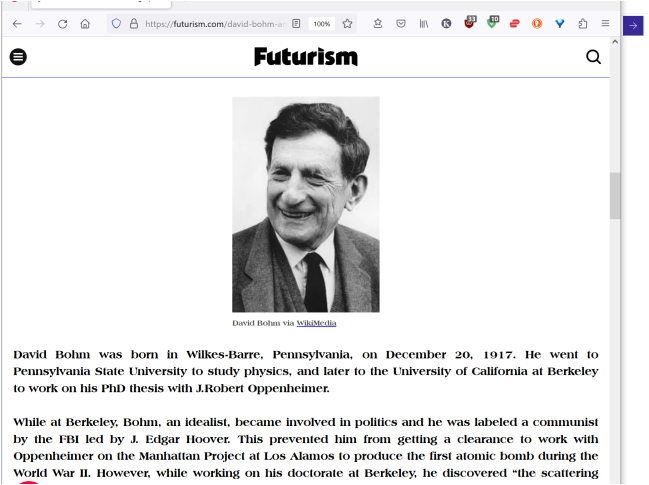 https://futurism.com/david-bohm-an
100%
33
10
Futurism
David Bohm via WikiMedia
David Bohm was born in Wilkes-Barre, Pennsylvania, on December 20, 1917. He went to
Pennsylvania State University to study physics, and later to the University of California at Berkeley
to work on his PhD thesis with J.Robert Oppenheimer.
While at Berkeley, Bohm, an idealist, became involved in politics and he was labeled a communist
by the FBI led by J. Edgar Hoover. This prevented him from getting a clearance to work with
Oppenheimer on the Manhattan Project at Los Alamos to produce the first atomic bomb during the
World War II. However, while working on his doctorate at Berkeley, he discovered “the scattering